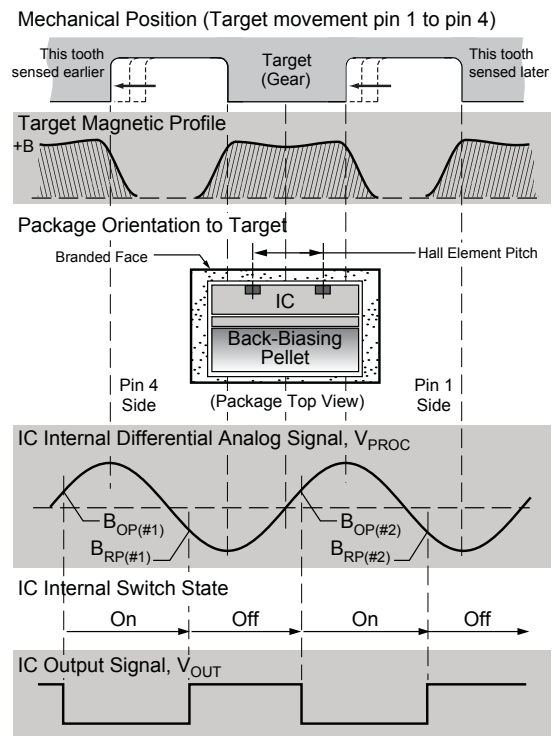 Mechanical Position (Target movement pin 1 to pin 4)
This tooth
sensed earlier
Target
(Gear)
This tooth
sensed later
Target Magnetic Profile
+B
Package Orientation to Target
Branded Face
Hall Element Pitch
IC
Back-Biasing
Pellet
Pin 4
Side
(Package Top View)
Pin 1
Side
IC Internal Differential Analog Signal, VPROC
BOP(#1)
BRP(#1)
BOP(#2)
BRP(#2)
IC Internal Switch State
On Off On Off
IC Output Signal, VOUT